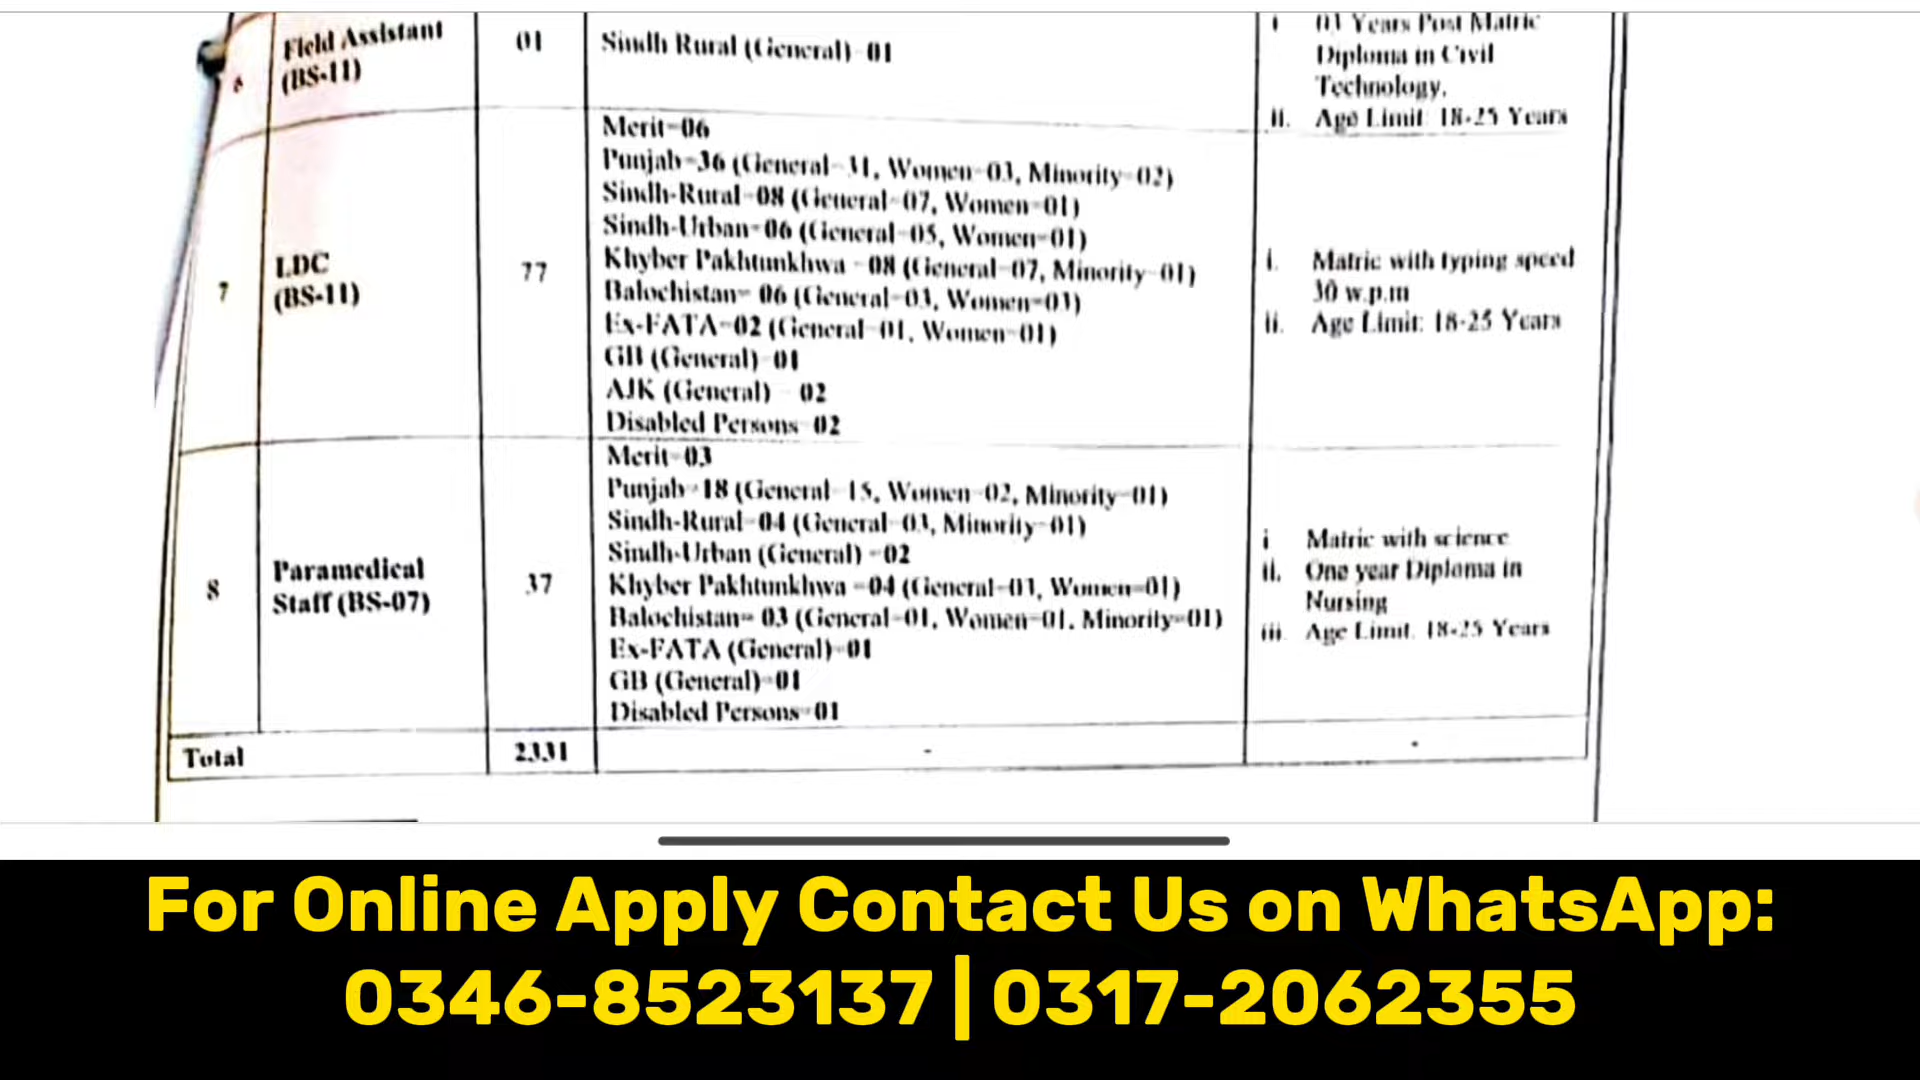 6
Field Assistant
(BS-11)
01
Sindh Rural (General)-01
i 03 Years Post Matric
Diploma in Civil
Technology.
ii. Age Limit: 18-25 Years
7
LDC
(BS-11)
77
Merit-06
Punjab-36 (General-31, Women-03, Minority-02)
Sindh-Rural-08 (General-07, Women-01)
Sindh-Urban-06 (General-05, Women-01)
Khyber Pakhtunkhwa -08 (General-07, Minority-01)
Balochistan- 06 (General-03, Women-03)
Ex-FATA-02 (General-01, Women-01)
GB (General)-01
AJK (General) - 02
Disabled Persons-02
i. Matric with typing speed
30 w.p.m
ii. Age Limit: 18-25 Years
8
Paramedical
Staff (BS-07)
37
Merit-03
Punjab-18 (General-15, Women-02, Minority-01)
Sindh-Rural-04 (General-03, Minority-01)
Sindh-Urban (General) -02
Khyber Pakhtunkhwa -04 (General-03, Women-01)
Balochistan- 03 (General-01, Women-01, Minority-01)
Ex-FATA (General)-01
GB (General)-01
Disabled Persons-01
i Matric with science
ii. One year Diploma in
Nursing
iii. Age Limit: 18-25 Years
Total
2331
-
-
For Online Apply Contact Us on WhatsApp:
0346-8523137 | 0317-2062355